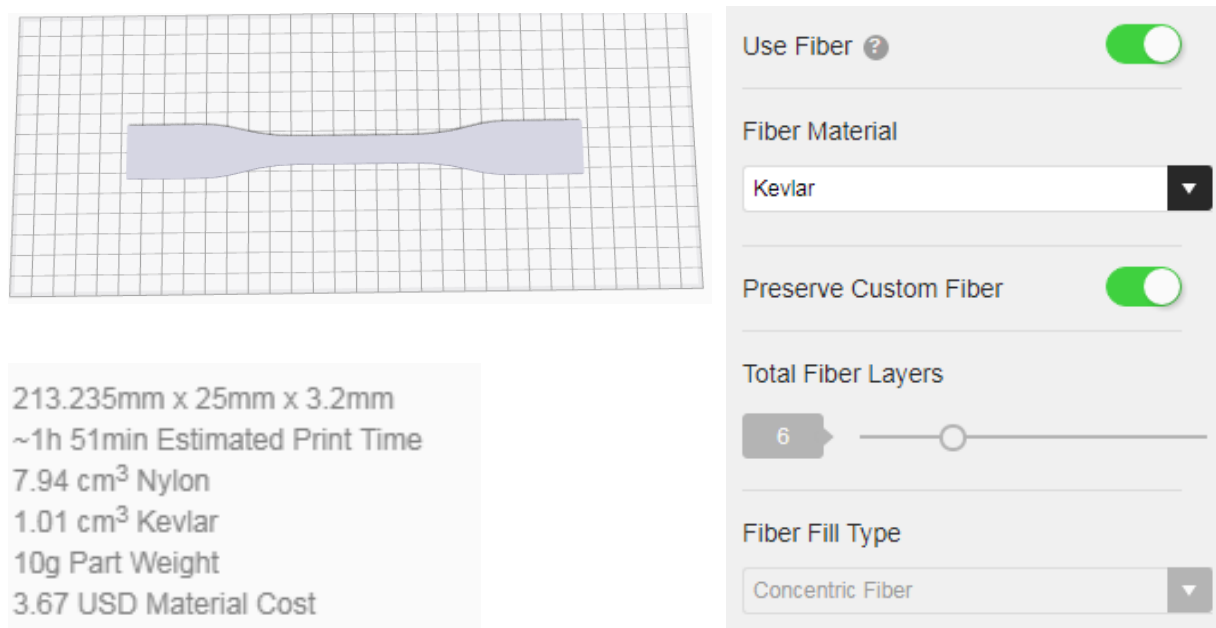 213.235mm x 25mm x 3.2mm
~1h 51min Estimated Print Time
7.94 cm³ Nylon
1.01 cm³ Kevlar
10g Part Weight
3.67 USD Material Cost
Use Fiber ?
Fiber Material
Kevlar
Preserve Custom Fiber
Total Fiber Layers
6
Fiber Fill Type
Concentric Fiber